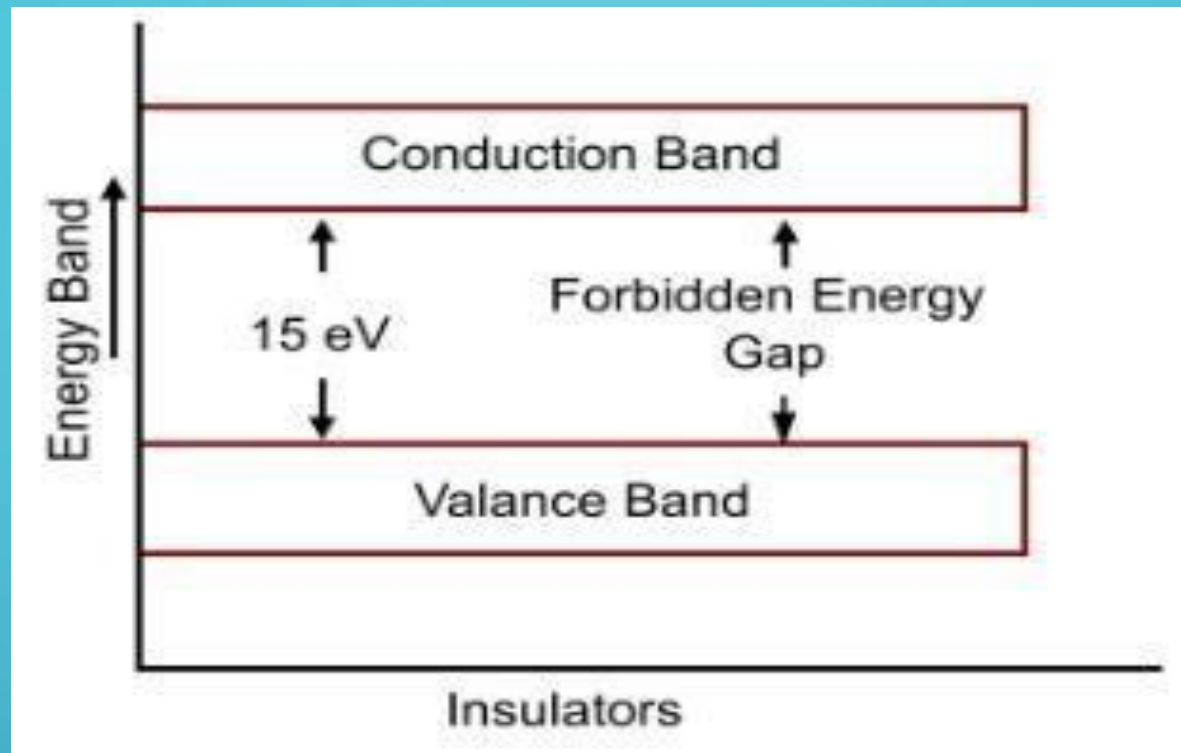 Conduction Band
Energy Band
15 eV
Forbidden Energy
Gap
Valance Band
Insulators